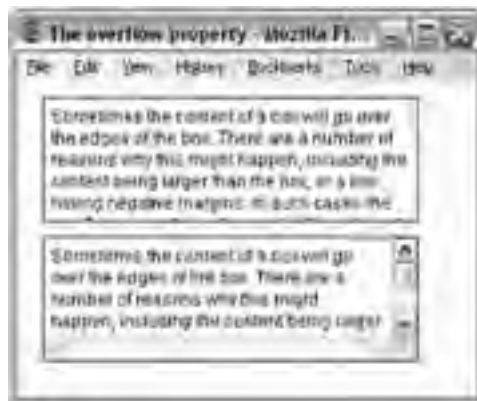 The overflow property - Mozilla Fi...
File Edit View History Bookmarks Tools Help
Sometimes the content of a box will go over
the edges of the box. There are a number of
reasons why this might happen, including the
content being larger than the box, or a box
having negative margins. In such cases the
Sometimes the content of a box will go
over the edges of the box. There are a
number of reasons why this might
happen, including the content being larger